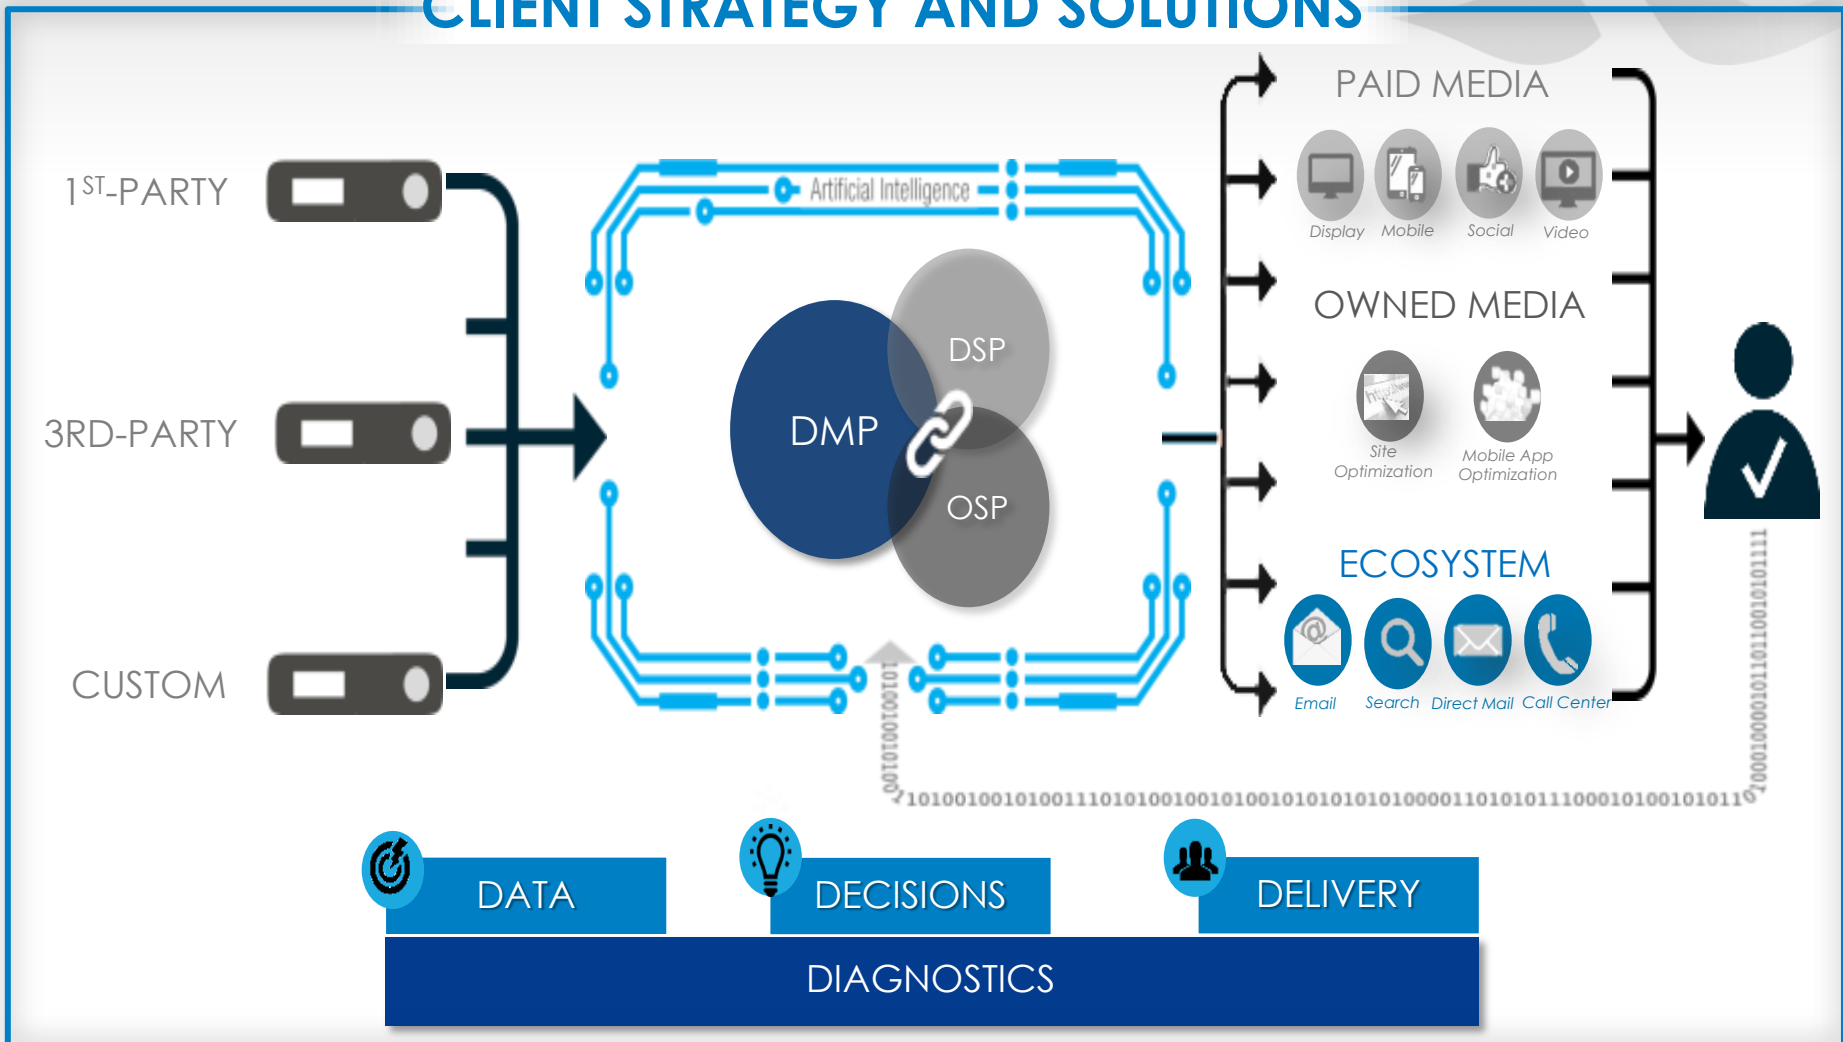 CLIENT STRATEGY AND SOLUTIONS
1ST-PARTY
3RD-PARTY
CUSTOM
Artificial Intelligence
DMP
DSP
OSP
PAID MEDIA
Display Mobile Social Video
OWNED MEDIA
Site
Optimization
Mobile App
Optimization
ECOSYSTEM
@
Email Search Direct Mail Call Center
DATA
DECISIONS
DELIVERY
DIAGNOSTICS